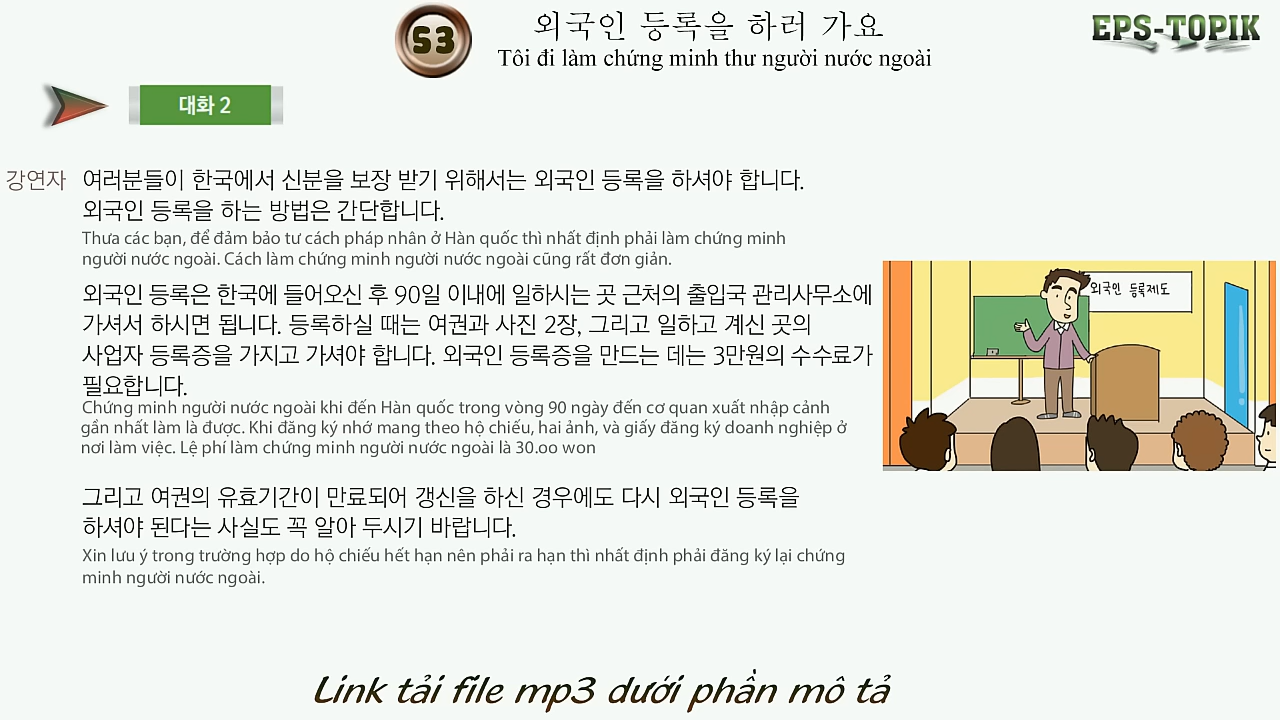 53
외국인 등록을 하러 가요
Tôi đi làm chứng minh thư người nước ngoài
EPS-TOPIK
대화 2
강연자 여러분들이 한국에서 신분을 보장 받기 위해서는 외국인 등록을 하셔야 합니다.
외국인 등록을 하는 방법은 간단합니다.
Thưa các bạn, để đảm bảo tư cách pháp nhân ở Hàn quốc thì nhất định phải làm chứng minh
người nước ngoài. Cách làm chứng minh người nước ngoài cũng rất đơn giản.
외국인 등록은 한국에 들어오신 후 90일 이내에 일하시는 곳 근처의 출입국 관리사무소에
가셔서 하시면 됩니다. 등록하실 때는 여권과 사진 2장, 그리고 일하고 계신 곳의
사업자 등록증을 가지고 가셔야 합니다. 외국인 등록증을 만드는 데는 3만원의 수수료가
필요합니다.
Chứng minh người nước ngoài khi đến Hàn quốc trong vòng 90 ngày đến cơ quan xuất nhập cảnh
gần nhất làm là được. Khi đăng ký nhớ mang theo hộ chiếu, hai ảnh, và giấy đăng ký doanh nghiệp ở
nơi làm việc. Lệ phí làm chứng minh người nước ngoài là 30.oo won
외국인 등록제도
그리고 여권의 유효기간이 만료되어 갱신을 하신 경우에도 다시 외국인 등록을
하셔야 된다는 사실도 꼭 알아 두시기 바랍니다.
Xin lưu ý trong trường hợp do hộ chiếu hết hạn nên phải ra hạn thì nhất định phải đăng ký lại chứng
minh người nước ngoài.
Link tải file mp3 dưới phần mô tả